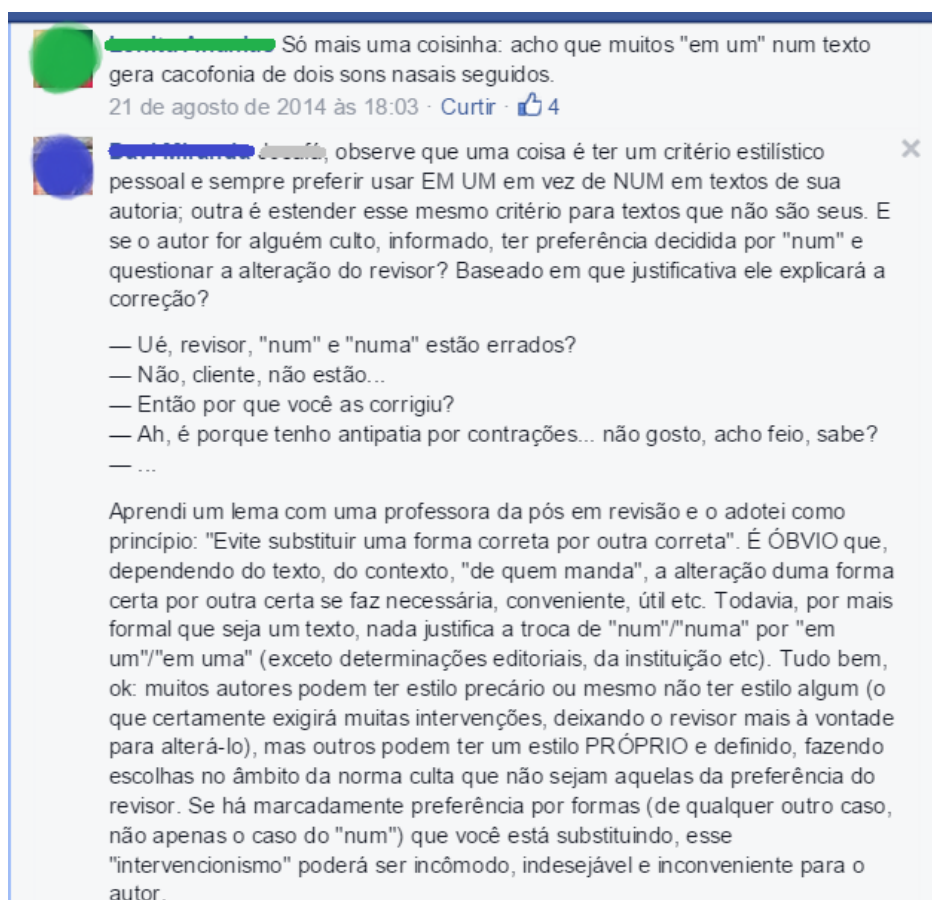 Só mais uma coisinha: acho que muitos "em um" num texto
gera cacofonia de dois sons nasais seguidos.
21 de agosto de 2014 às 18:03 · Curtir · 4
, observe que uma coisa é ter um critério estilístico
pessoal e sempre preferir usar EM UM em vez de NUM em textos de sua
autoria; outra é estender esse mesmo critério para textos que não são seus. E
se o autor for alguém culto, informado, ter preferência decidida por "num" e
questionar a alteração do revisor? Baseado em que justificativa ele explicará a
correção?
— Ué, revisor, "num" e "numa" estão errados?
— Não, cliente, não estão...
— Então por que você as corrigiu?
— Ah, é porque tenho antipatia por contrações... não gosto, acho feio, sabe?
— ...
Aprendi um lema com uma professora da pós em revisão e o adotei como
princípio: "Evite substituir uma forma correta por outra correta". É ÓBVIO que,
dependendo do texto, do contexto, "de quem manda", a alteração duma forma
certa por outra certa se faz necessária, conveniente, útil etc. Todavia, por mais
formal que seja um texto, nada justifica a troca de "num"/"numa" por "em
um"/"em uma" (exceto determinações editoriais, da instituição etc). Tudo bem,
ok: muitos autores podem ter estilo precário ou mesmo não ter estilo algum (o
que certamente exigirá muitas intervenções, deixando o revisor mais à vontade
para alterá-lo), mas outros podem ter um estilo PRÓPRIO e definido, fazendo
escolhas no âmbito da norma culta que não sejam aquelas da preferência do
revisor. Se há marcadamente preferência por formas (de qualquer outro caso,
não apenas o caso do "num") que você está substituindo, esse
"intervencionismo" poderá ser incômodo, indesejável e inconveniente para o
autor.